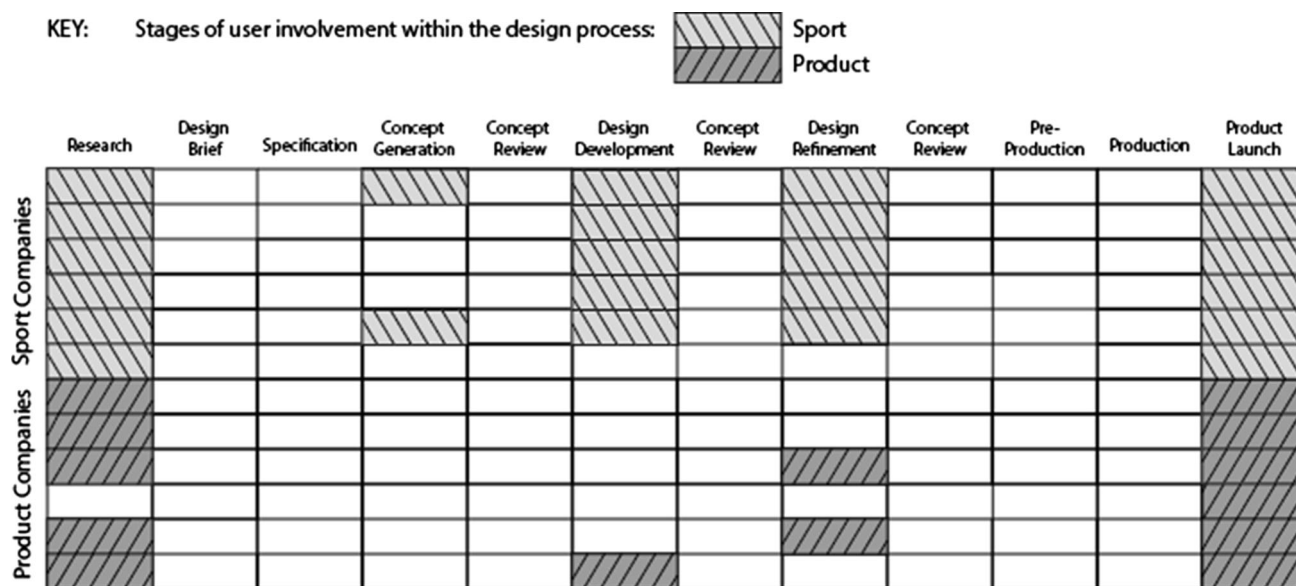 KEY: Stages of user involvement within the design process:
Sport
Product
Research
Design
Brief
Specification
Concept
Generation
Concept
Review
Design
Development
Concept
Review
Design
Refinement
Concept
Review
Pre-
Production
Production
Product
Launch
Sport Companies
Product Companies